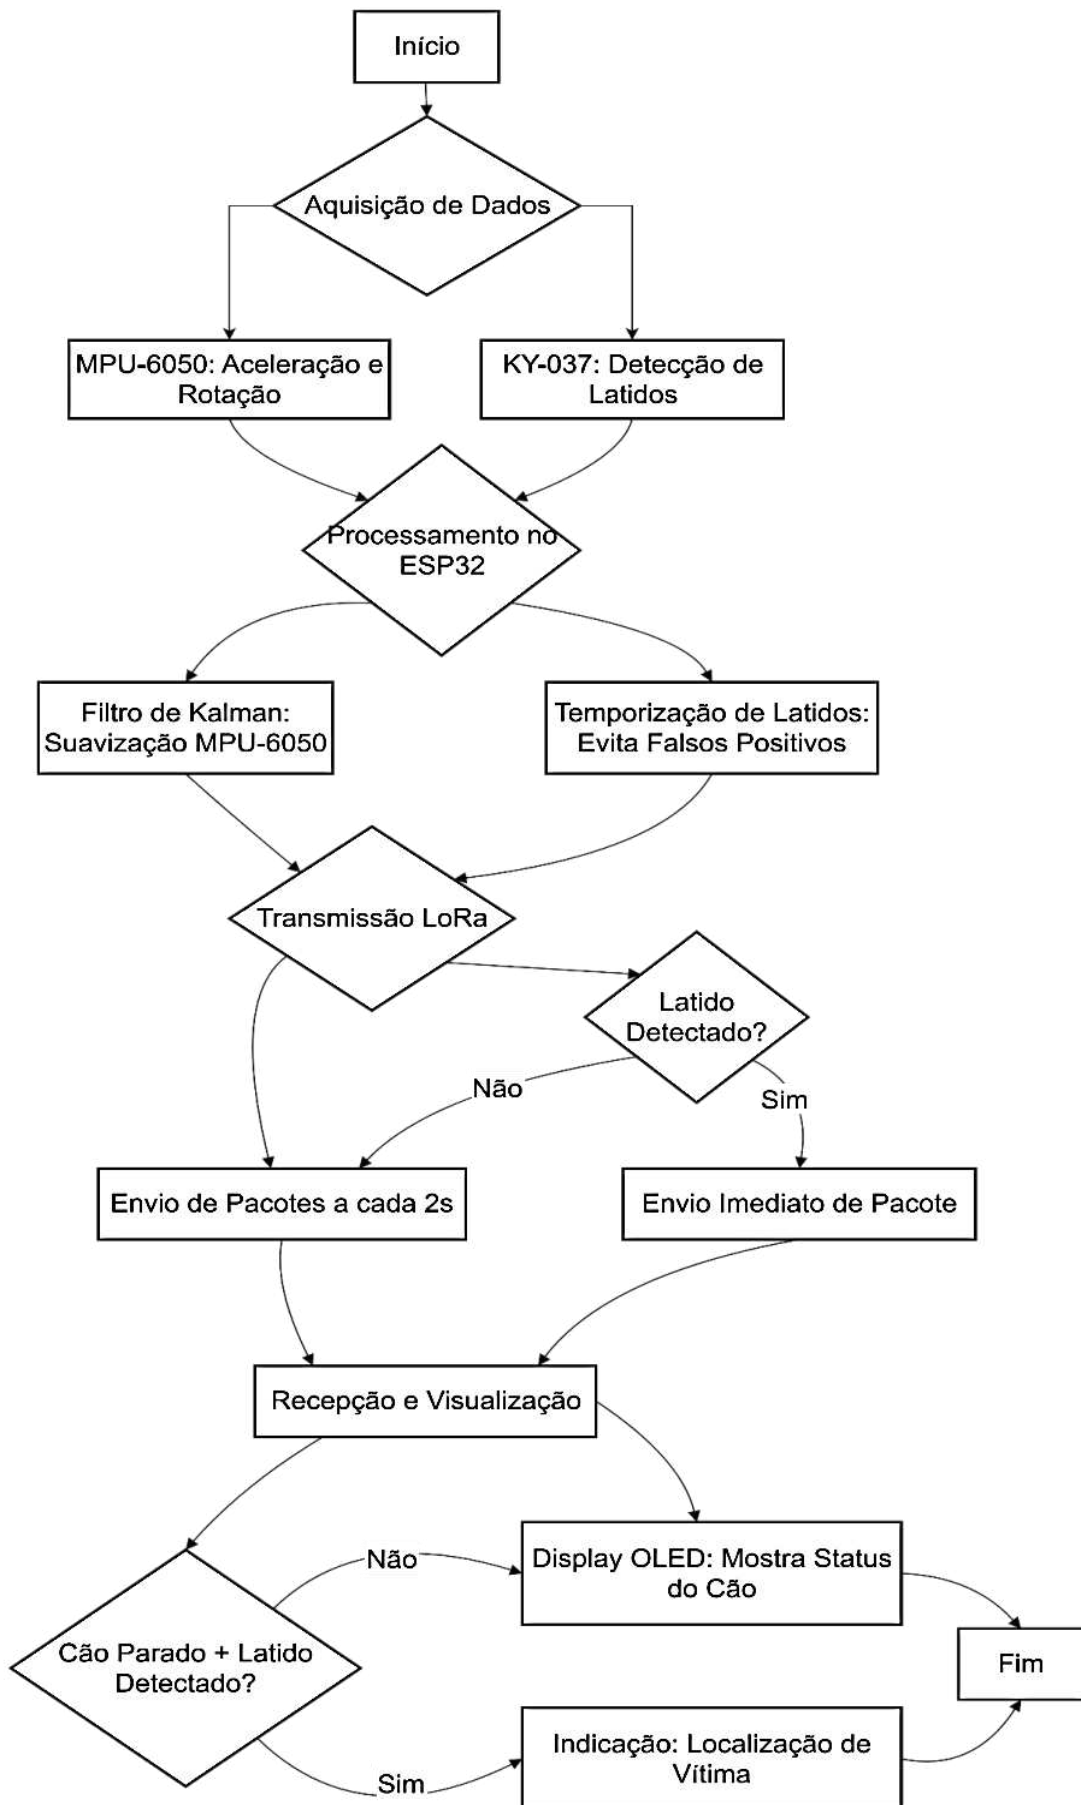 Início
Aquisição de Dados
MPU-6050: Aceleração e
Rotação
KY-037: Detecção de
Latidos
Processamento no
ESP32
Filtro de Kalman:
Suavização MPU-6050
Temporização de Latidos:
Evita Falsos Positivos
Transmissão LoRa
Latido
Detectado?
Não
Sim
Envio de Pacotes a cada 2s
Envio Imediato de Pacote
Recepção e Visualização
Não
Display OLED: Mostra Status
do Cão
Cão Parado + Latido
Detectado?
Fim
Indicação: Localização de
Vítima
Sim